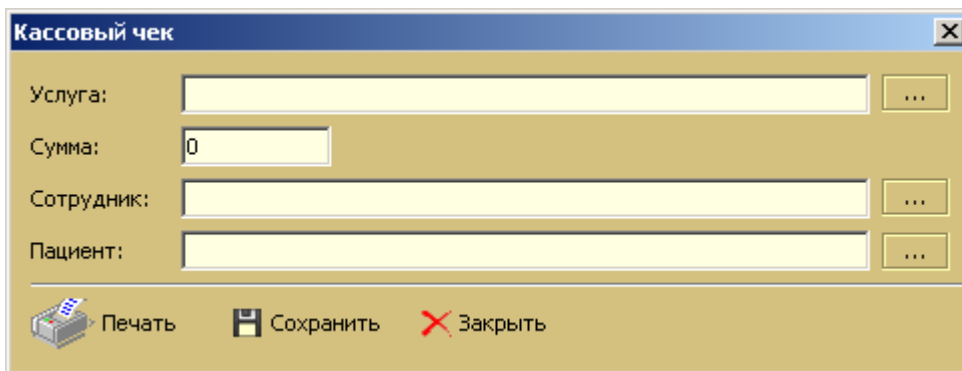 Кассовый чек
Услуга: ...
Сумма: 0
Сотрудник: ...
Пациент: ...
Печать Сохранить Закрыть